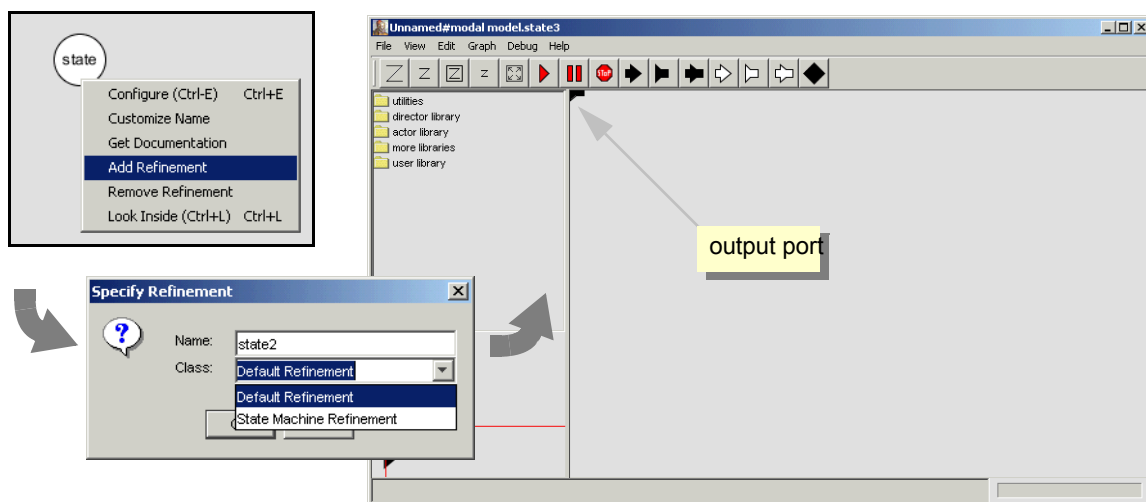 state
Configure (Ctrl-E) Ctrl+E
Customize Name
Get Documentation
Add Refinement
Remove Refinement
Look Inside (Ctrl+L) Ctrl+L
Specify Refinement
Name: state2
Class: Default Refinement
Default Refinement
State Machine Refinement
Unnamed#modal model.state3
File View Edit Graph Debug Help
STOP
utilities
director library
actor library
more libraries
user library
output port